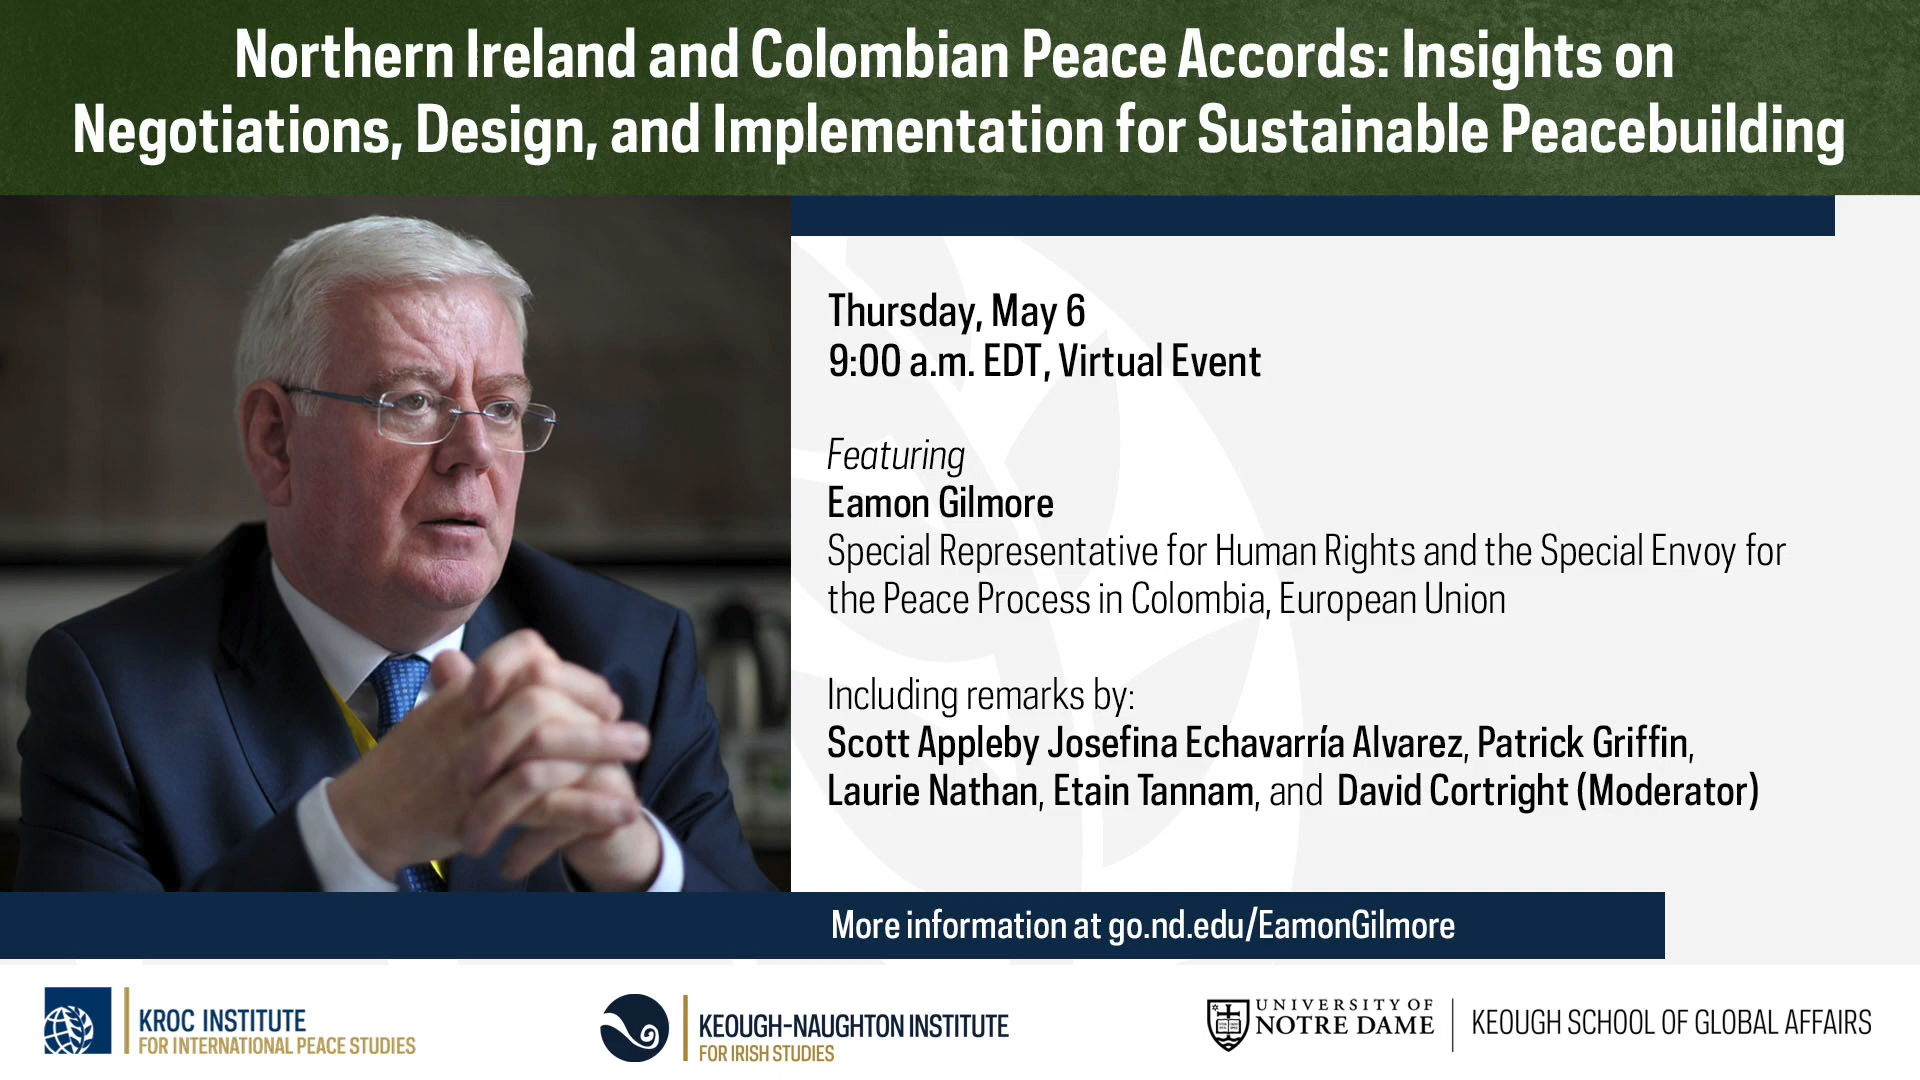 Northern Ireland and Colombian Peace Accords: Insights on
Negotiations, Design, and Implementation for Sustainable Peacebuilding
Thursday, May 6
9:00 a.m. EDT, Virtual Event
Featuring
Eamon Gilmore
Special Representative for Human Rights and the Special Envoy for
the Peace Process in Colombia, European Union
Including remarks by:
Scott Appleby Josefina Echavarría Alvarez, Patrick Griffin,
Laurie Nathan, Etain Tannam, and David Cortright (Moderator)
More information at go.nd.edu/EamonGilmore
KROC INSTITUTE
FOR INTERNATIONAL PEACE STUDIES
KEOUGH-NAUGHTON INSTITUTE
FOR IRISH STUDIES
UNIVERSITY OF
NOTRE DAME
KEOUGH SCHOOL OF GLOBAL AFFAIRS